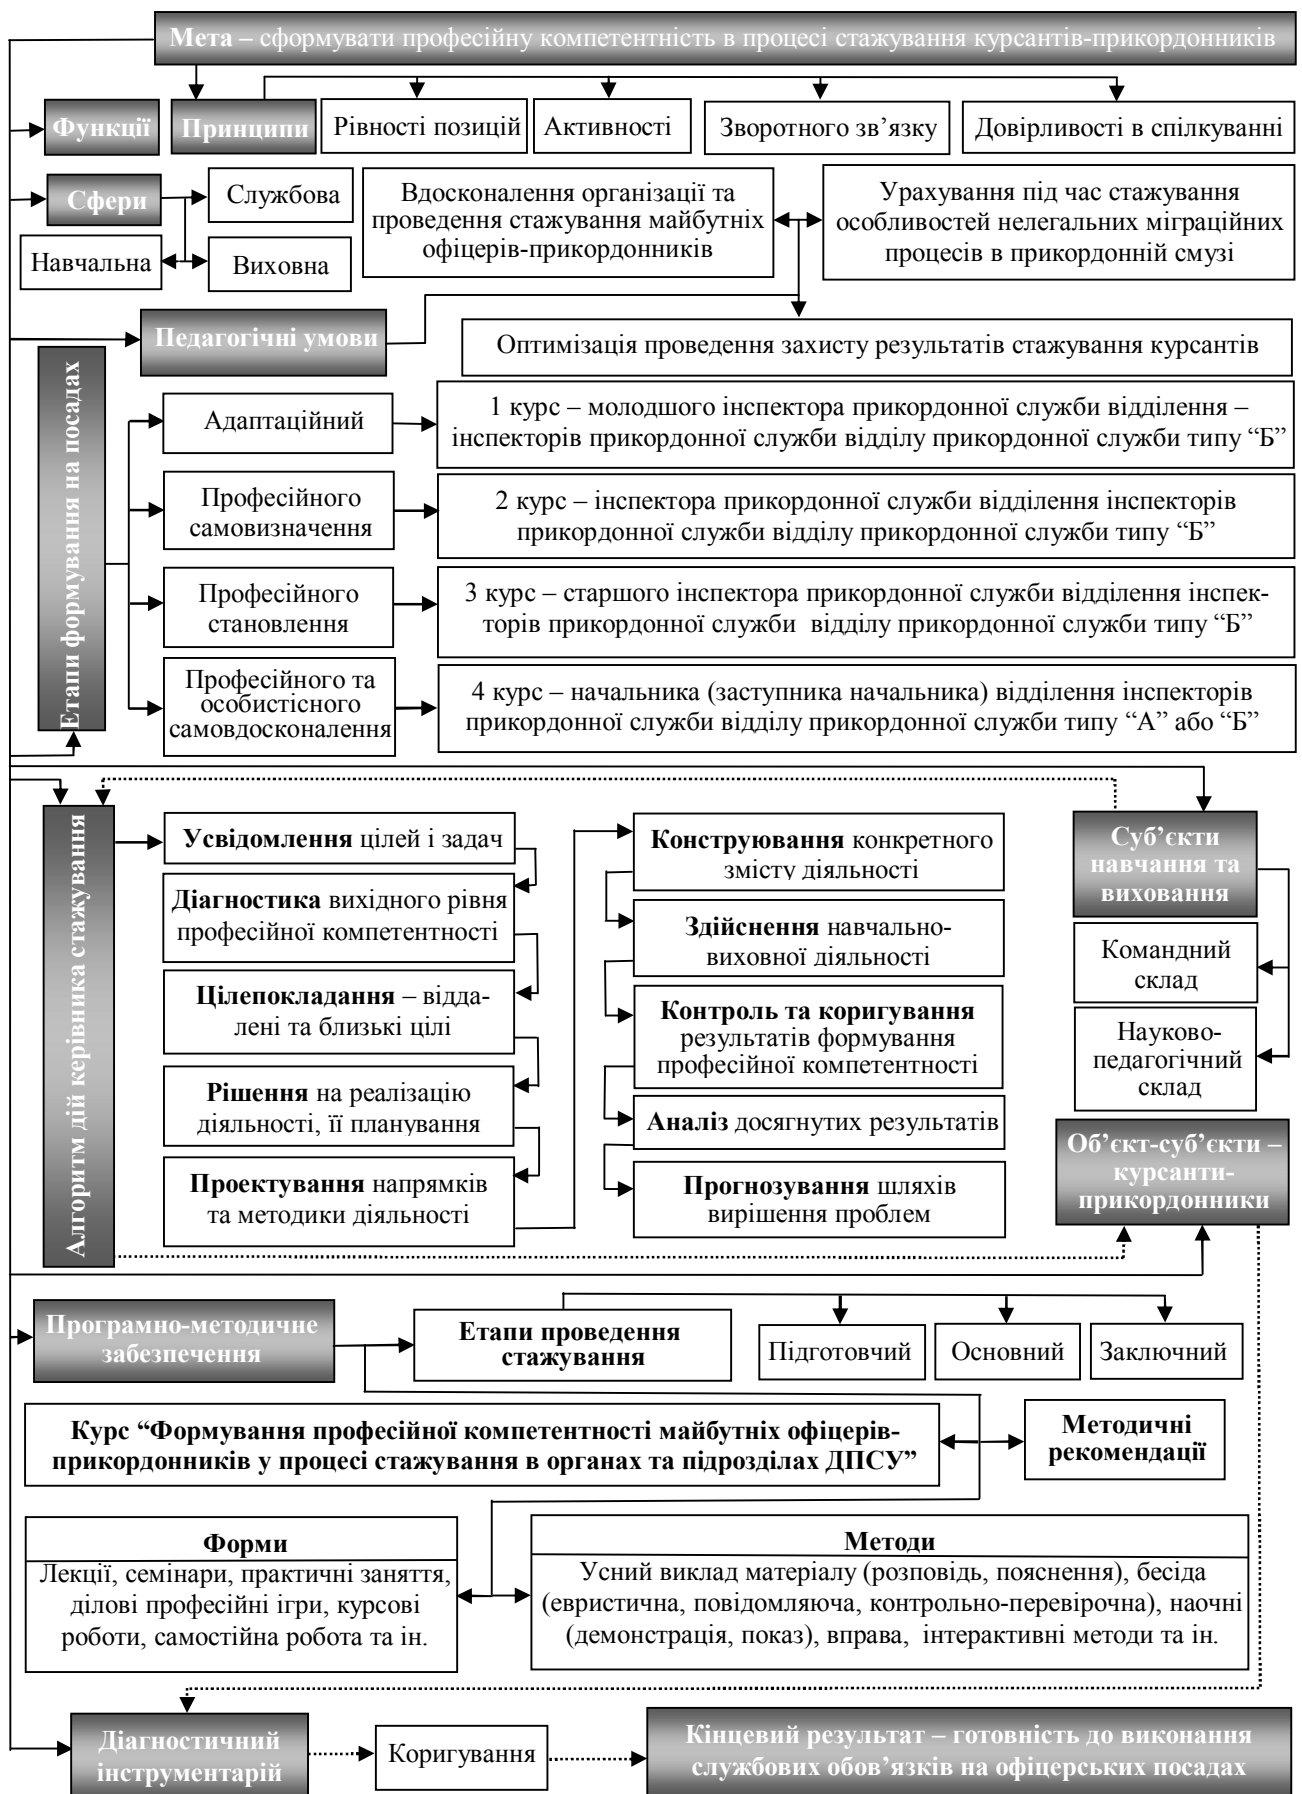 Мета – сформувати професійну компетентність в процесі стажування курсантів-прикордонників
Функції
Принципи
Рівності позицій
Активності
Зворотного зв’язку
Довірливості в спілкуванні
Сфери
Службова
Навчальна
Виховна
Вдосконалення організації та
проведення стажування майбутніх
офіцерів-прикордонників
Урахування під час стажування
особливостей нелегальних міграційних
процесів в прикордонній смузі
Педагогічні умови
Оптимізація проведення захисту результатів стажування курсантів
Етапи формування на посадах
Адаптаційний
1 курс – молодшого інспектора прикордонної служби відділення –
інспекторів прикордонної служби відділу прикордонної служби типу “Б”
Професійного
самовизначення
2 курс – інспектора прикордонної служби відділення інспекторів
прикордонної служби відділу прикордонної служби типу “Б”
Професійного
становлення
3 курс – старшого інспектора прикордонної служби відділення інспек-
торів прикордонної служби відділу прикордонної служби типу “Б”
Професійного та
особистісного
самовдосконалення
4 курс – начальника (заступника начальника) відділення інспекторів
прикордонної служби відділу прикордонної служби типу “А” або “Б”
Алгоритм дій керівника стажування
Усвідомлення цілей і задач
Діагностика вихідного рівня
професійної компетентності
Цілепокладання – відда-
лені та близькі цілі
Рішення на реалізацію
діяльності, її планування
Проектування напрямків
та методики діяльності
Конструювання конкретного
змісту діяльності
Здійснення навчально-
виховної діяльності
Контроль та коригування
результатів формування
професійної компетентності
Аналіз досягнутих результатів
Прогнозування шляхів
вирішення проблем
Суб’єкти
навчання та
виховання
Командний
склад
Науково-
педагогічний
склад
Об’єкт-суб’єкти –
курсанти-
прикордонники
Програмно-методичне
забезпечення
Етапи проведення
стажування
Підготовчий
Основний
Заключний
Курс “Формування професійної компетентності майбутніх офіцерів-
прикордонників у процесі стажування в органах та підрозділах ДПСУ”
Методичні
рекомендації
Форми
Лекції, семінари, практичні заняття,
ділові професійні ігри, курсові
роботи, самостійна робота та ін.
Методи
Усний виклад матеріалу (розповідь, пояснення), бесіда
(евристична, повідомляюча, контрольно-перевірочна), наочні
(демонстрація, показ), вправа, інтерактивні методи та ін.
Діагностичний
інструментарій
Коригування
Кінцевий результат – готовність до виконання
службових обов’язків на офіцерських посадах